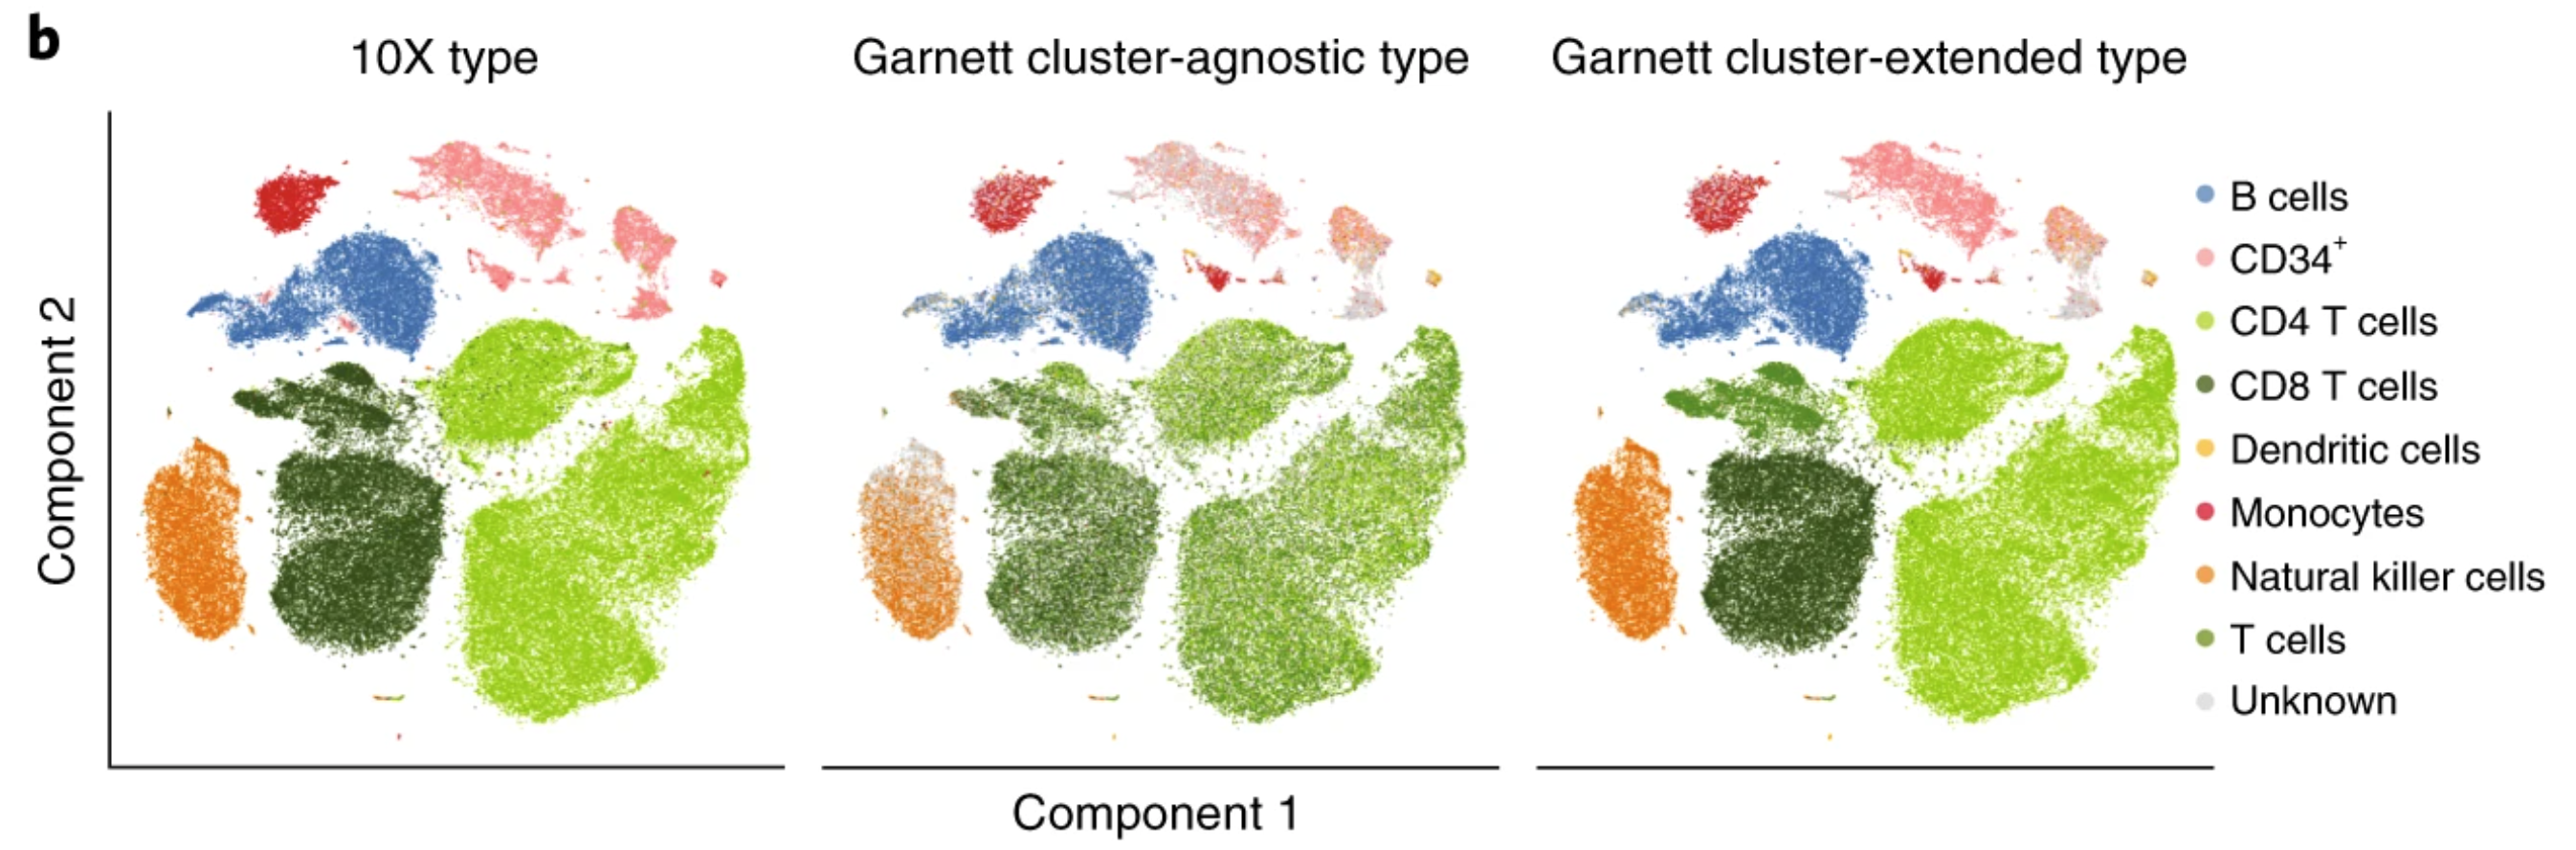 b
10X type
Garnett cluster-agnostic type
Garnett cluster-extended type
Component 2
Component 1
B cells
CD34+
CD4 T cells
CD8 T cells
Dendritic cells
Monocytes
Natural killer cells
T cells
Unknown